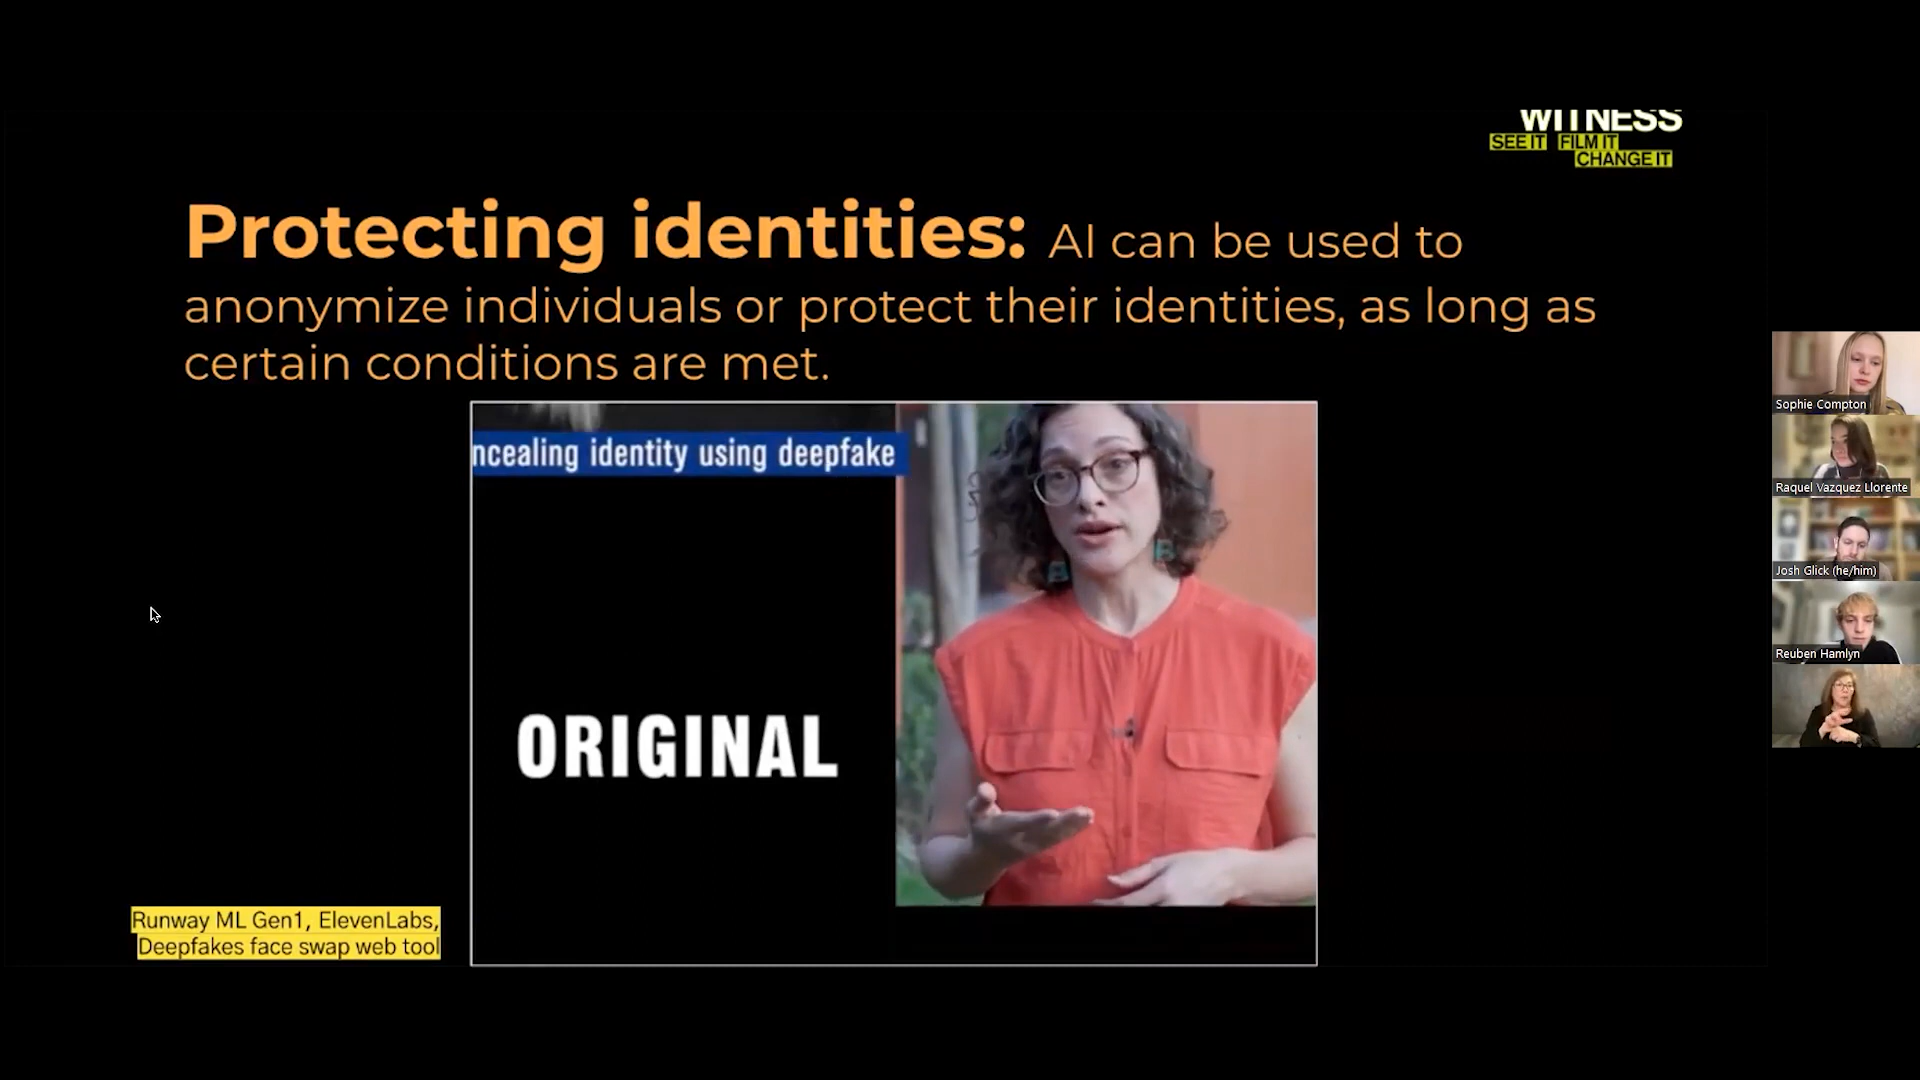 WITNESS
SEE IT FILM IT
CHANGE IT
Protecting identities: AI can be used to
anonymize individuals or protect their identities, as long as
certain conditions are met.
ncealing identity using deepfake
ORIGINAL
Runway ML Gen1, ElevenLabs,
Deepfakes face swap web tool
Sophie Compton
Raquel Vazquez Llorente
Josh Glick (he/him)
Reuben Hamlyn